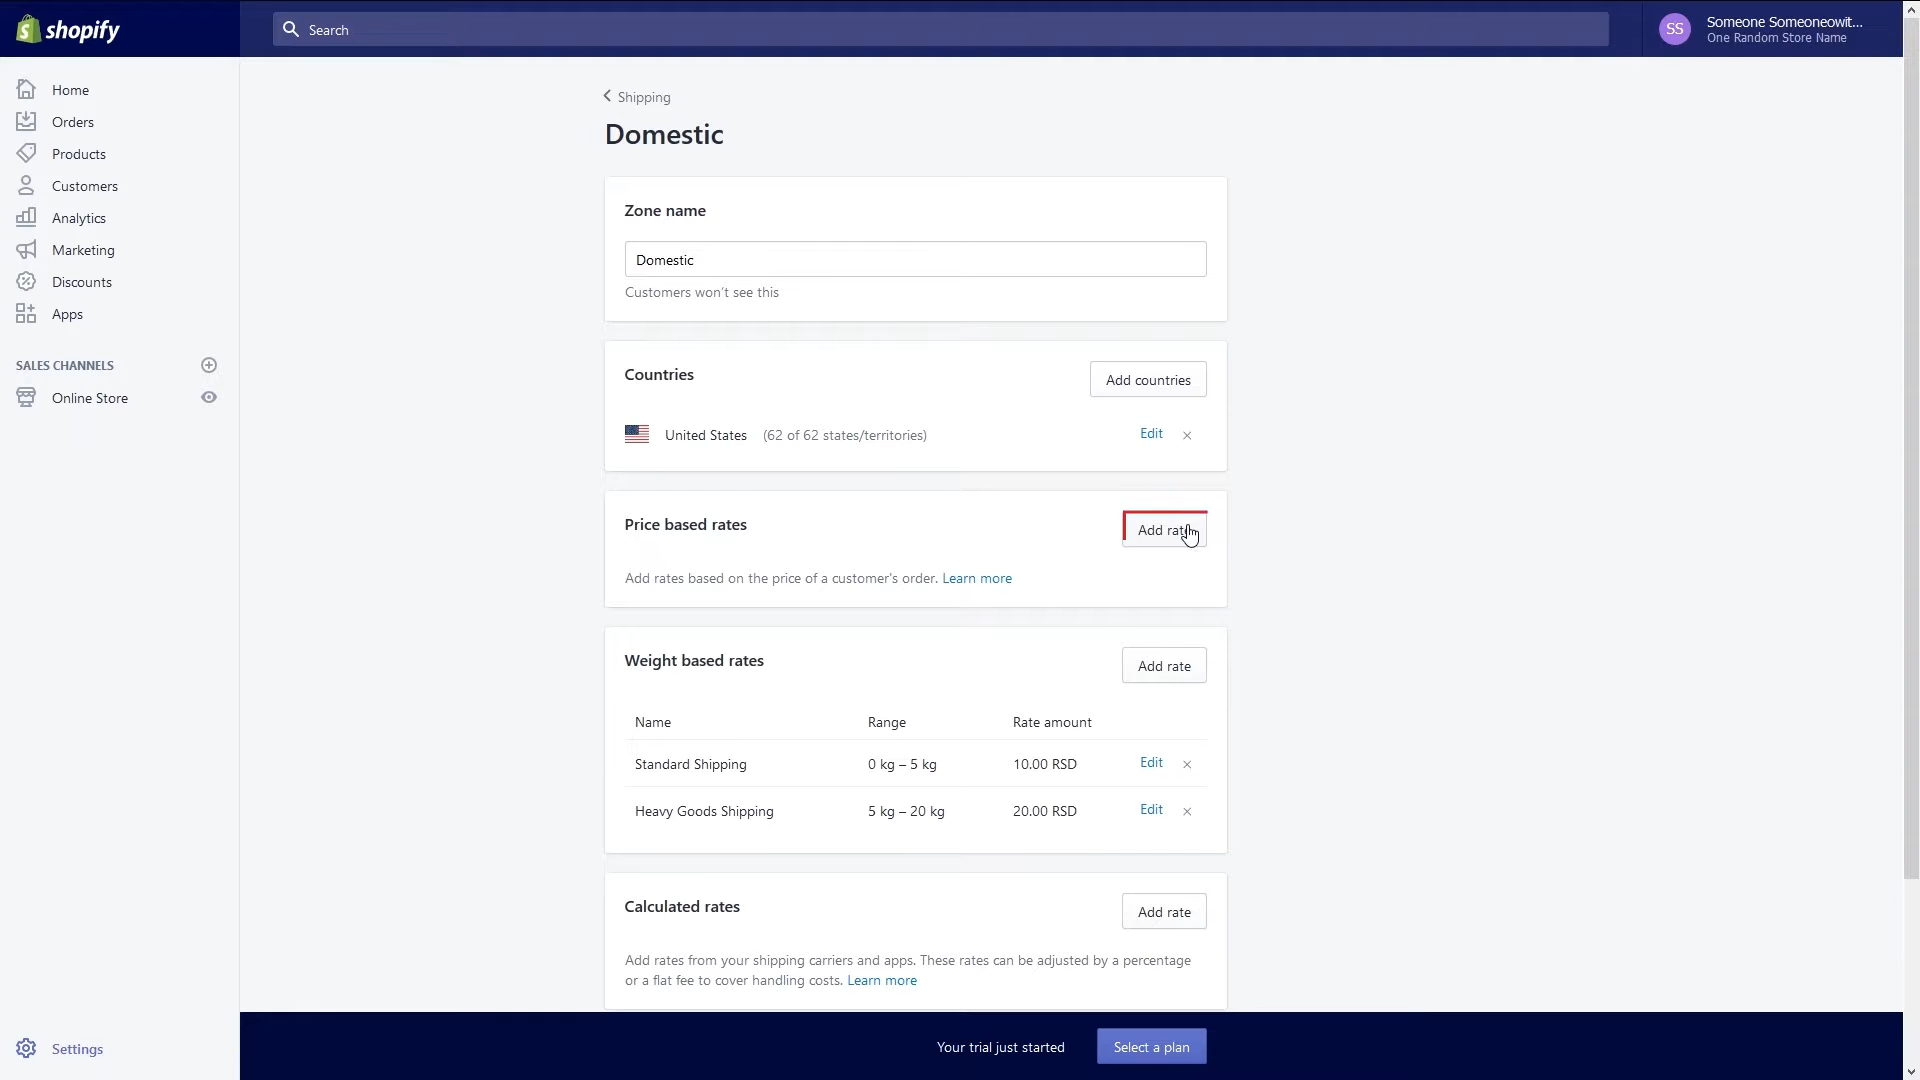 shopify
Search
SS
Someone Someoneowit...
One Random Store Name
Home
Orders
Products
Customers
Analytics
Marketing
Discounts
Apps
SALES CHANNELS
Online Store
Settings
Shipping
Domestic
Zone name
Domestic
Customers won't see this
Countries
Add countries
United States (62 of 62 states/territories)
Edit
Price based rates
Add rate
Add rates based on the price of a customer's order. Learn more
Weight based rates
Add rate
Name Range Rate amount
Standard Shipping 0 kg – 5 kg 10.00 RSD Edit
Heavy Goods Shipping 5 kg – 20 kg 20.00 RSD Edit
Calculated rates
Add rate
Add rates from your shipping carriers and apps. These rates can be adjusted by a percentage
or a flat fee to cover handling costs. Learn more
Your trial just started
Select a plan